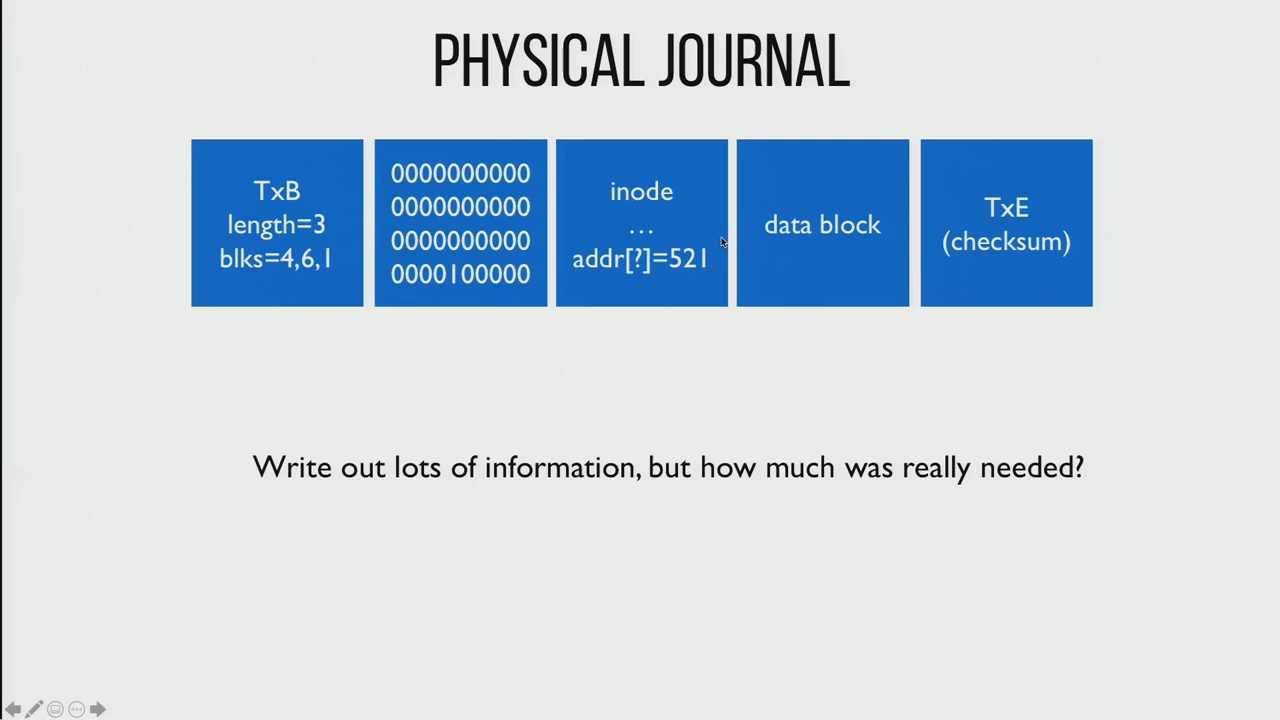 PHYSICAL JOURNAL
TxB
length=3
blks=4,6,1
0000000000
0000000000
0000000000
0000100000
inode
…
addr[?]=521
data block
TxE
(checksum)
Write out lots of information, but how much was really needed?